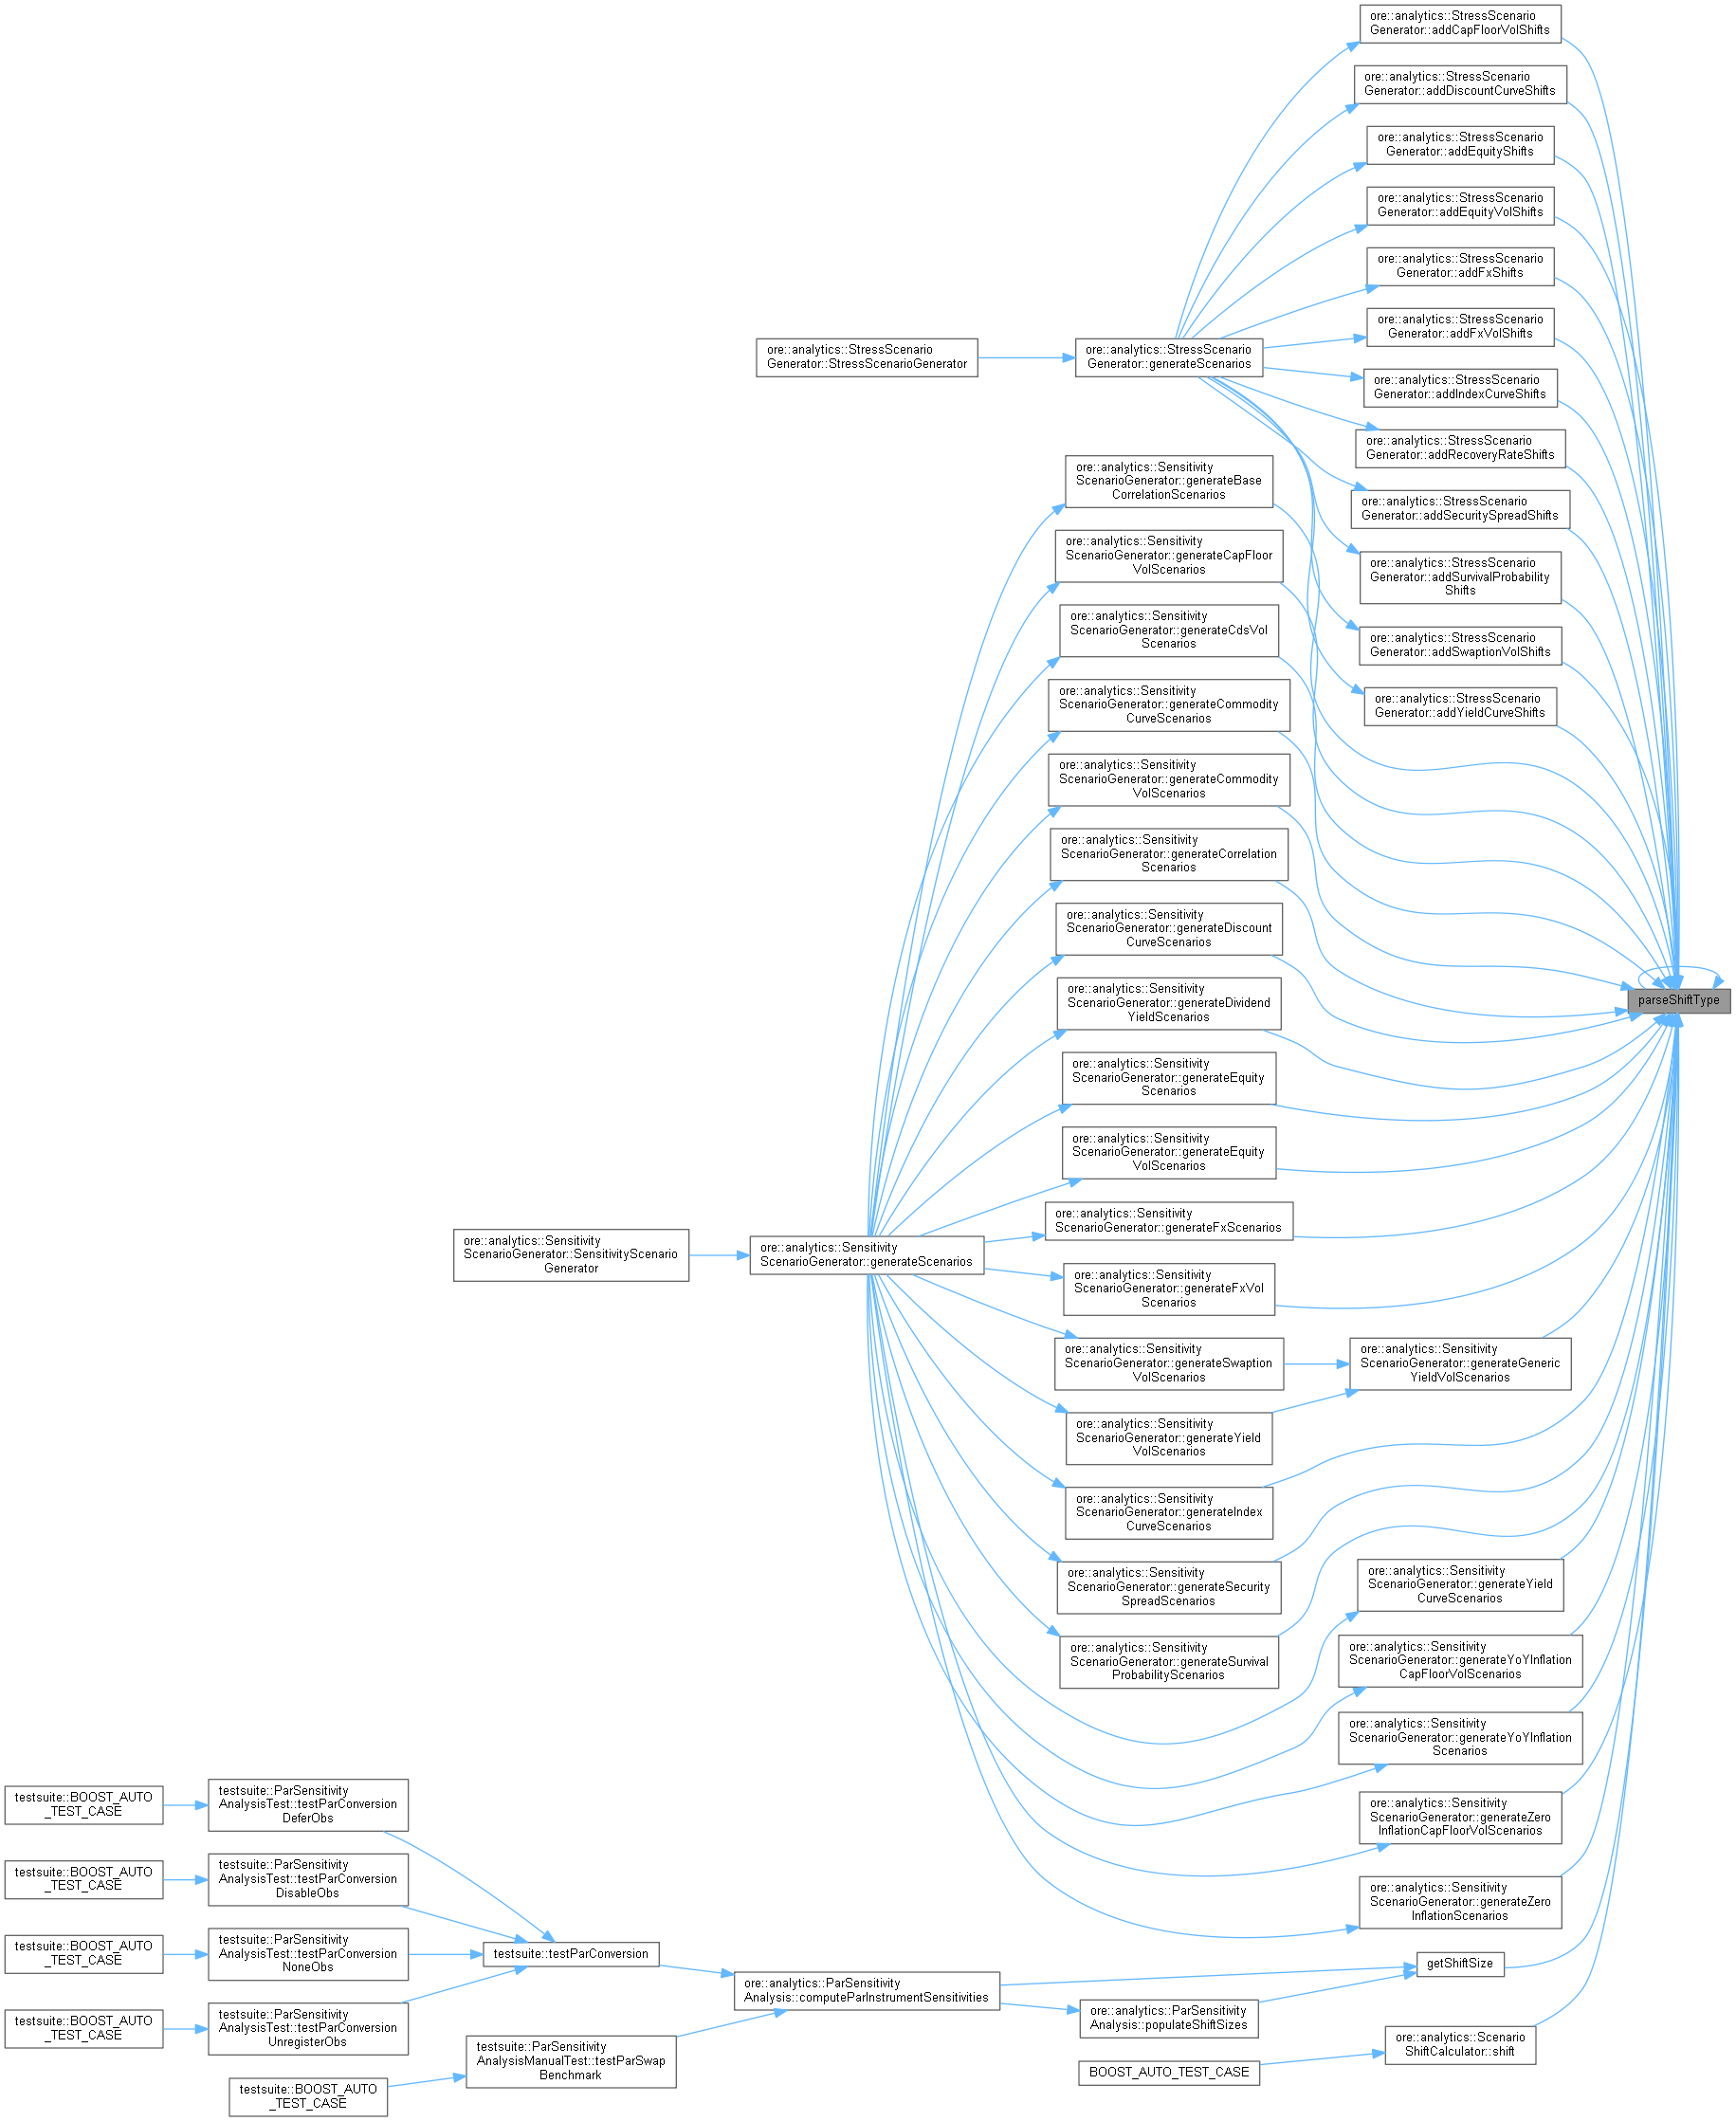 ore::analytics::StressScenario
Generator::addCapFloorVolShifts
ore::analytics::StressScenario
Generator::addDiscountCurveShifts
ore::analytics::StressScenario
Generator::addEquityShifts
ore::analytics::StressScenario
Generator::addEquityVolShifts
ore::analytics::StressScenario
Generator::addFxShifts
ore::analytics::StressScenario
Generator::addFxVolShifts
ore::analytics::StressScenario
Generator::StressScenarioGenerator
ore::analytics::StressScenario
Generator::generateScenarios
ore::analytics::StressScenario
Generator::addIndexCurveShifts
ore::analytics::StressScenario
Generator::addRecoveryRateShifts
ore::analytics::Sensitivity
ScenarioGenerator::generateBase
CorrelationScenarios
ore::analytics::StressScenario
Generator::addSecuritySpreadShifts
ore::analytics::Sensitivity
ScenarioGenerator::generateCapFloor
VolScenarios
ore::analytics::StressScenario
Generator::addSurvivalProbability
Shifts
ore::analytics::Sensitivity
ScenarioGenerator::generateCdsVol
Scenarios
ore::analytics::StressScenario
Generator::addSwaptionVolShifts
ore::analytics::Sensitivity
ScenarioGenerator::generateCommodity
CurveScenarios
ore::analytics::StressScenario
Generator::addYieldCurveShifts
ore::analytics::Sensitivity
ScenarioGenerator::generateCommodity
VolScenarios
ore::analytics::Sensitivity
ScenarioGenerator::generateCorrelation
Scenarios
ore::analytics::Sensitivity
ScenarioGenerator::generateDiscount
CurveScenarios
ore::analytics::Sensitivity
ScenarioGenerator::generateDividend
YieldScenarios
parseShiftType
ore::analytics::Sensitivity
ScenarioGenerator::generateEquity
Scenarios
ore::analytics::Sensitivity
ScenarioGenerator::generateEquity
VolScenarios
ore::analytics::Sensitivity
ScenarioGenerator::generateFxScenarios
ore::analytics::Sensitivity
ScenarioGenerator::SensitivityScenario
Generator
ore::analytics::Sensitivity
ScenarioGenerator::generateScenarios
ore::analytics::Sensitivity
ScenarioGenerator::generateFxVol
Scenarios
ore::analytics::Sensitivity
ScenarioGenerator::generateSwaption
VolScenarios
ore::analytics::Sensitivity
ScenarioGenerator::generateGeneric
YieldVolScenarios
ore::analytics::Sensitivity
ScenarioGenerator::generateYield
VolScenarios
ore::analytics::Sensitivity
ScenarioGenerator::generateIndex
CurveScenarios
ore::analytics::Sensitivity
ScenarioGenerator::generateSecurity
SpreadScenarios
ore::analytics::Sensitivity
ScenarioGenerator::generateYield
CurveScenarios
ore::analytics::Sensitivity
ScenarioGenerator::generateSurvival
ProbabilityScenarios
ore::analytics::Sensitivity
ScenarioGenerator::generateYoYInflation
CapFloorVolScenarios
ore::analytics::Sensitivity
ScenarioGenerator::generateYoYInflation
Scenarios
testsuite::BOOST_AUTO
_TEST_CASE
testsuite::ParSensitivity
AnalysisTest::testParConversion
DeferObs
ore::analytics::Sensitivity
ScenarioGenerator::generateZero
InflationCapFloorVolScenarios
testsuite::BOOST_AUTO
_TEST_CASE
testsuite::ParSensitivity
AnalysisTest::testParConversion
DisableObs
ore::analytics::Sensitivity
ScenarioGenerator::generateZero
InflationScenarios
testsuite::BOOST_AUTO
_TEST_CASE
testsuite::ParSensitivity
AnalysisTest::testParConversion
NoneObs
testsuite::testParConversion
getShiftSize
ore::analytics::ParSensitivity
Analysis::computeParInstrumentSensitivities
testsuite::BOOST_AUTO
_TEST_CASE
testsuite::ParSensitivity
AnalysisTest::testParConversion
UnregisterObs
ore::analytics::ParSensitivity
Analysis::populateShiftSizes
testsuite::ParSensitivity
AnalysisManualTest::testParSwap
Benchmark
ore::analytics::Scenario
ShiftCalculator::shift
BOOST_AUTO_TEST_CASE
testsuite::BOOST_AUTO
_TEST_CASE